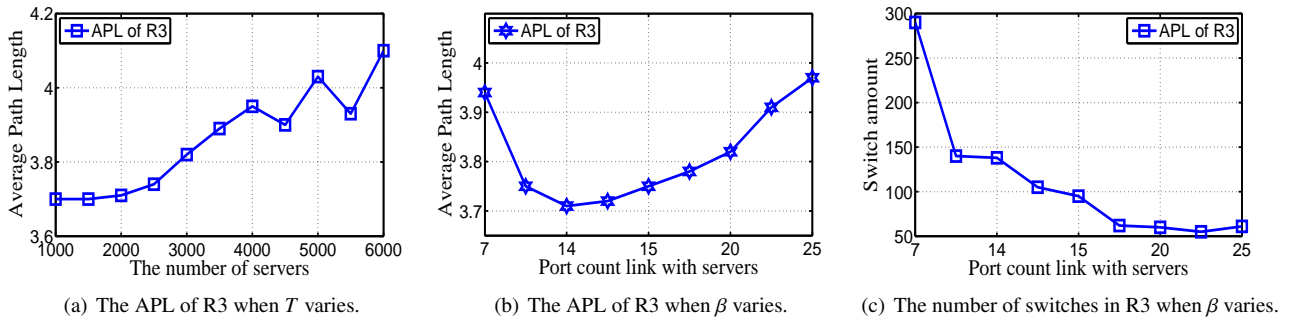 4.2
4
3.8
3.6
Average Path Length
APL of R3
1000 2000 3000 4000 5000 6000
The number of servers
(a) The APL of R3 when T varies.
4
3.9
3.8
3.7
Average Path Length
APL of R3
7 14 15 20 25
Port count link with servers
(b) The APL of R3 when β varies.
300
250
200
150
100
50
Switch amount
APL of R3
7 14 15 20 25
Port count link with servers
(c) The number of switches in R3 when β varies.